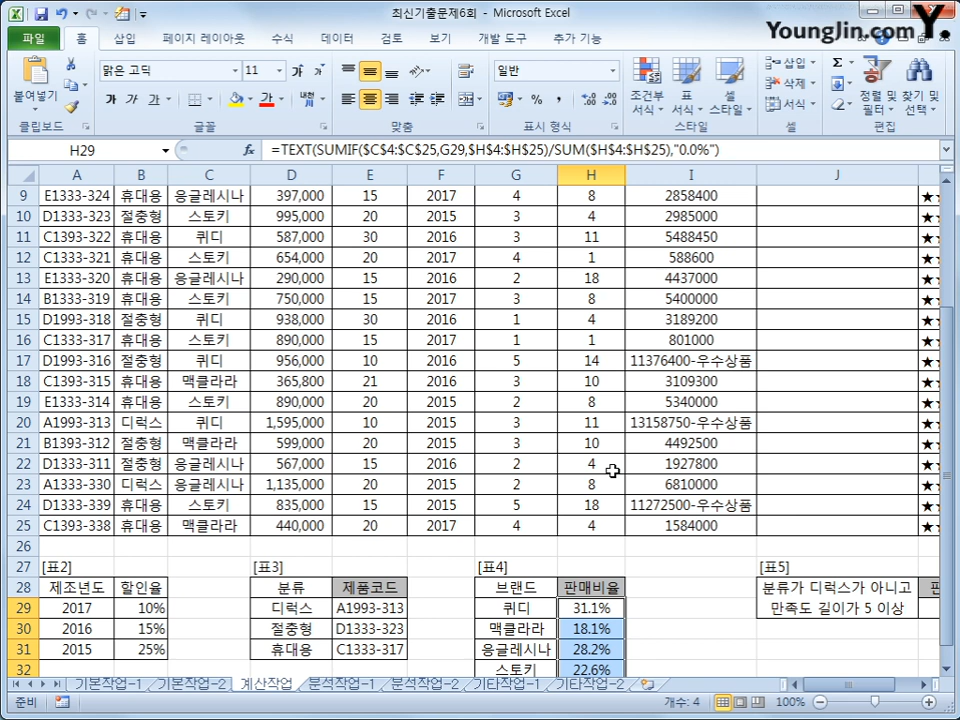 최신기출문제6회 - Microsoft Excel
Younglin.com Y.
파일 홈 삽입 페이지 레이아웃 수식 데이터 검토 보기 개발 도구 추가 기능
맑은 고딕 11 일반
붙여넣기 가 가 가 가 내천 % , 조건부 서식 표 서식 셀 스타일 삽입 삭제 서식 Σ 정렬 및 필터 찾기 및 선택
클립보드 글꼴 맞춤 표시 형식 스타일 셀 편집
H29 fx =TEXT(SUMIF($C$4:$C$25,G29,$H$4:$H$25)/SUM($H$4:$H$25),"0.0%")
A B C D E F G H I J
9 E1333-324 휴대용 응글레시나 397,000 15 2017 4 8 2858400 ★
10 D1333-323 절충형 스토키 995,000 20 2015 3 4 2985000 ★
11 C1393-322 휴대용 퀴디 587,000 30 2016 3 11 5488450 ★
12 C1333-321 휴대용 스토키 654,000 20 2017 4 1 588600 ★
13 E1333-320 휴대용 응글레시나 290,000 15 2016 2 18 4437000 ★
14 B1333-319 휴대용 스토키 750,000 15 2017 3 8 5400000 ★
15 D1993-318 절충형 퀴디 938,000 30 2016 1 4 3189200 ★
16 C1333-317 휴대용 스토키 890,000 15 2017 1 1 801000 ★
17 D1993-316 절충형 퀴디 956,000 10 2016 5 14 11376400-우수상품 ★
18 C1393-315 휴대용 맥클라라 365,800 21 2016 3 10 3109300 ★
19 E1333-314 휴대용 스토키 890,000 20 2015 2 8 5340000 ★
20 A1993-313 디럭스 퀴디 1,595,000 10 2015 3 11 13158750-우수상품 ★
21 B1393-312 절충형 맥클라라 599,000 20 2015 3 10 4492500 ★
22 D1333-311 절충형 응글레시나 567,000 15 2016 2 4 1927800 ★
23 A1333-330 디럭스 응글레시나 1,135,000 20 2015 2 8 6810000 ★
24 D1333-339 절충형 스토키 835,000 15 2015 5 18 11272500-우수상품 ★
25 C1393-338 휴대용 맥클라라 440,000 20 2017 4 4 1584000 ★
26
27 [표2] [표3] [표4] [표5]
28 제조년도 할인율 분류 제품코드 브랜드 판매비율 분류가 디럭스가 아니고
29 2017 10% 디럭스 A1993-313 퀴디 31.1% 만족도 길이가 5 이상
30 2016 15% 절충형 D1333-323 맥클라라 18.1%
31 2015 25% 휴대용 C1333-317 응글레시나 28.2%
32 스토키 22.6%
기본작업-1 기본작업-2 계산작업 분석작업-1 분석작업-2 기타작업-1 기타작업-2
준비 개수: 4 100%